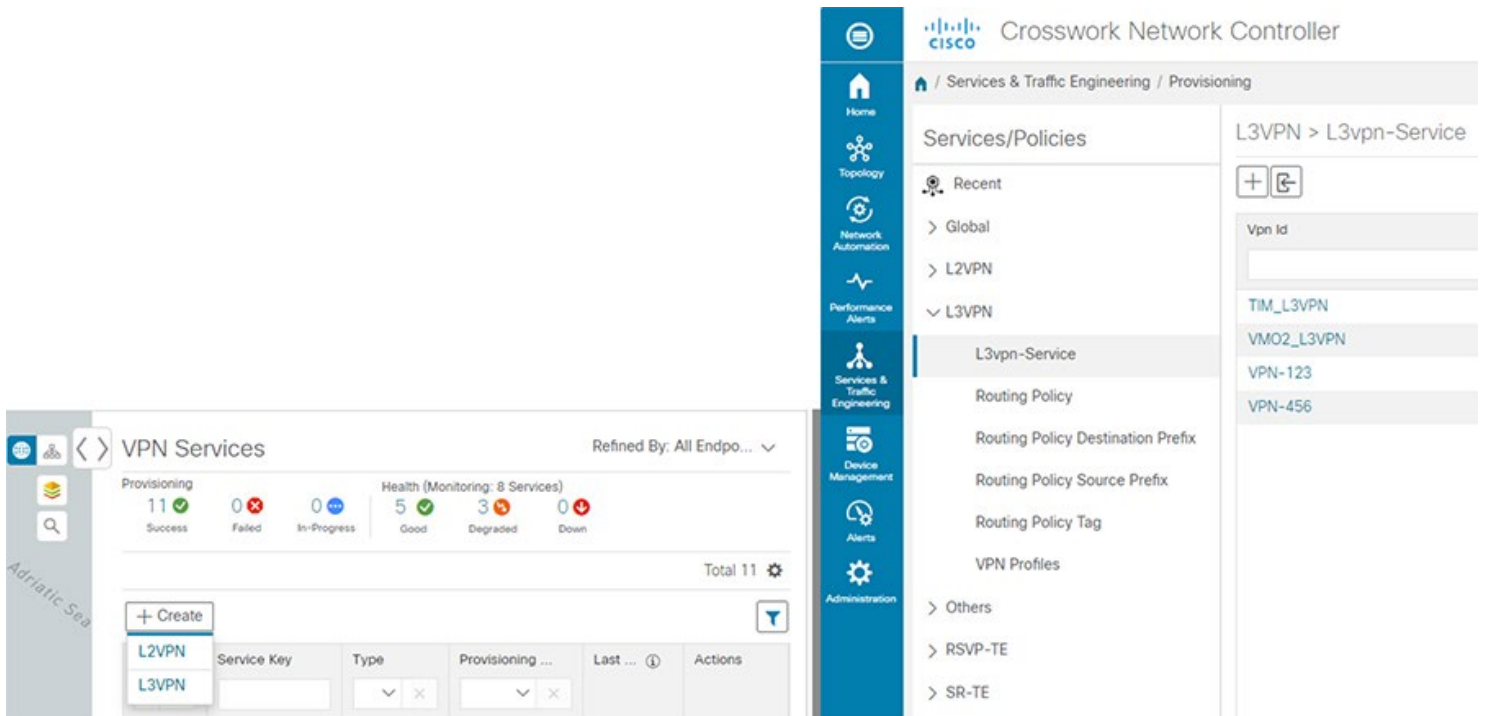 VPN Services
Refined By: All Endpo...
Provisioning
Health (Monitoring: 8 Services)
11 0 0 5 3 0
Success Failed In-Progress Good Degraded Down
Total 11
Adriatic Sea
+ Create
L2VPN
L3VPN
Service Key Type Provisioning ... Last ... Actions
CISCO
Crosswork Network Controller
/ Services & Traffic Engineering / Provisioning
Home
Topology
Network
Automation
Performance
Alerts
Services &
Traffic
Engineering
Device
Management
Alerts
Administration
Services/Policies
Recent
> Global
> L2VPN
L3VPN
L3vpn-Service
Routing Policy
Routing Policy Destination Prefix
Routing Policy Source Prefix
Routing Policy Tag
VPN Profiles
> Others
> RSVP-TE
> SR-TE
L3VPN > L3vpn-Service
Vpn Id
TIM_L3VPN
VMO2_L3VPN
VPN-123
VPN-456